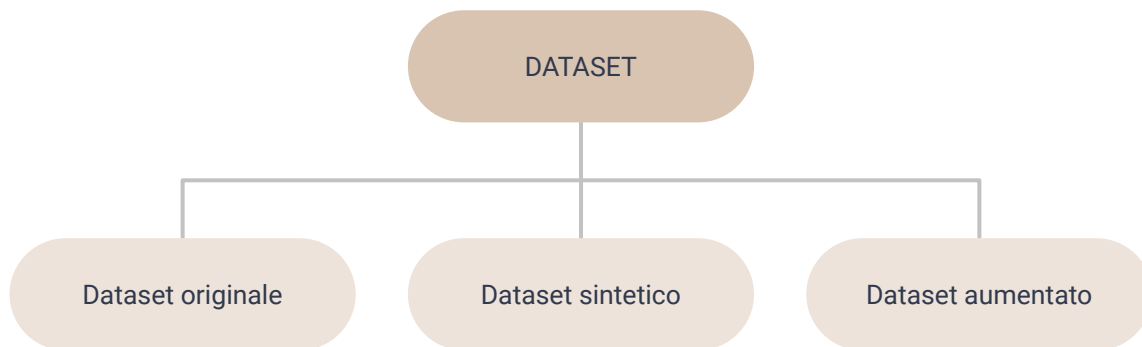 DATASET
Dataset originale
Dataset sintetico
Dataset aumentato